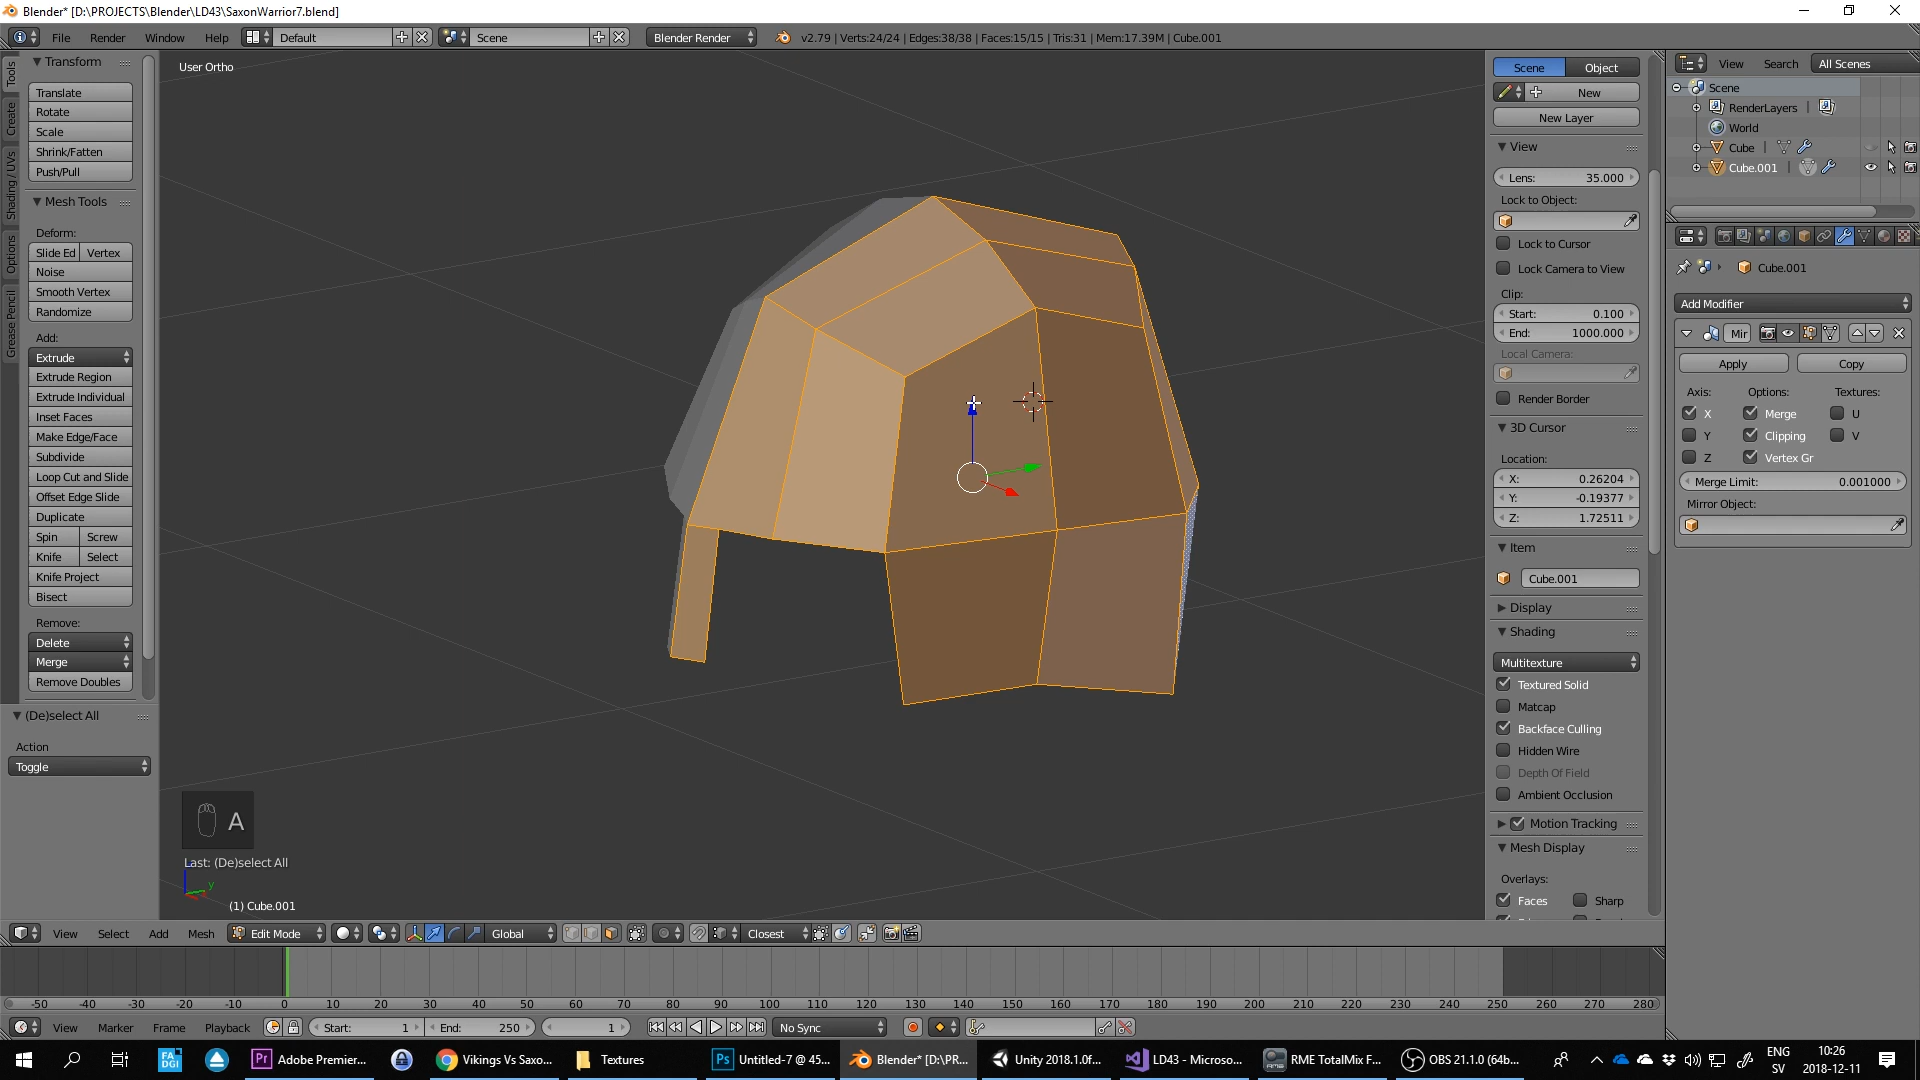 Blender* [D:\PROJECTS\Blender\LD43\SaxonWarrior7.blend]
File Render Window Help Default Scene Blender Render v2.79 | Verts:24/24 | Edges:38/38 | Faces:15/15 | Tris:31 | Mem:17.39M | Cube.001
Tools
Create
Shading / UVs
Options
Grease Pencil
Transform
Translate
Rotate
Scale
Shrink/Fatten
Push/Pull
Mesh Tools
Deform:
Slide Ed Vertex
Noise
Smooth Vertex
Randomize
Add:
Extrude
Extrude Region
Extrude Individual
Inset Faces
Make Edge/Face
Subdivide
Loop Cut and Slide
Offset Edge Slide
Duplicate
Spin Screw
Knife Select
Knife Project
Bisect
Remove:
Delete
Merge
Remove Doubles
(De)select All
Action
Toggle
User Ortho
A
Last: (De)select All
y
(1) Cube.001
Scene Object
New
New Layer
View
Lens: 35.000
Lock to Object:
Lock to Cursor
Lock Camera to View
Clip:
Start: 0.100
End: 1000.000
Local Camera:
Render Border
3D Cursor
Location:
X: 0.26204
Y: -0.19377
Z: 1.72511
Item
Cube.001
Display
Shading
Multitexture
Textured Solid
Matcap
Backface Culling
Hidden Wire
Depth Of Field
Ambient Occlusion
Motion Tracking
Mesh Display
Overlays:
Faces Sharp
View Search All Scenes
Scene
RenderLayers |
World
Cube |
Cube.001 |
Cube.001
Add Modifier
Mir
Apply Copy
Axis: Options: Textures:
X Merge U
Y Clipping V
Z Vertex Gr
Merge Limit: 0.001000
Mirror Object:
View Select Add Mesh Edit Mode Global Closest
-50 -40 -30 -20 -10 0 10 20 30 40 50 60 70 80 90 100 110 120 130 140 150 160 170 180 190 200 210 220 230 240 250 260 270 280
View Marker Frame Playback Start: 1 End: 250 1 No Sync
FA DGI Pr Adobe Premier... Vikings Vs Saxo... Textures Ps Untitled-7 @ 45... Blender* [D:\PR... Unity 2018.1.0f... LD43 - Microso... RME TotalMix F... OBS 21.1.0 (64b... ENG 10:26
SV 2018-12-11